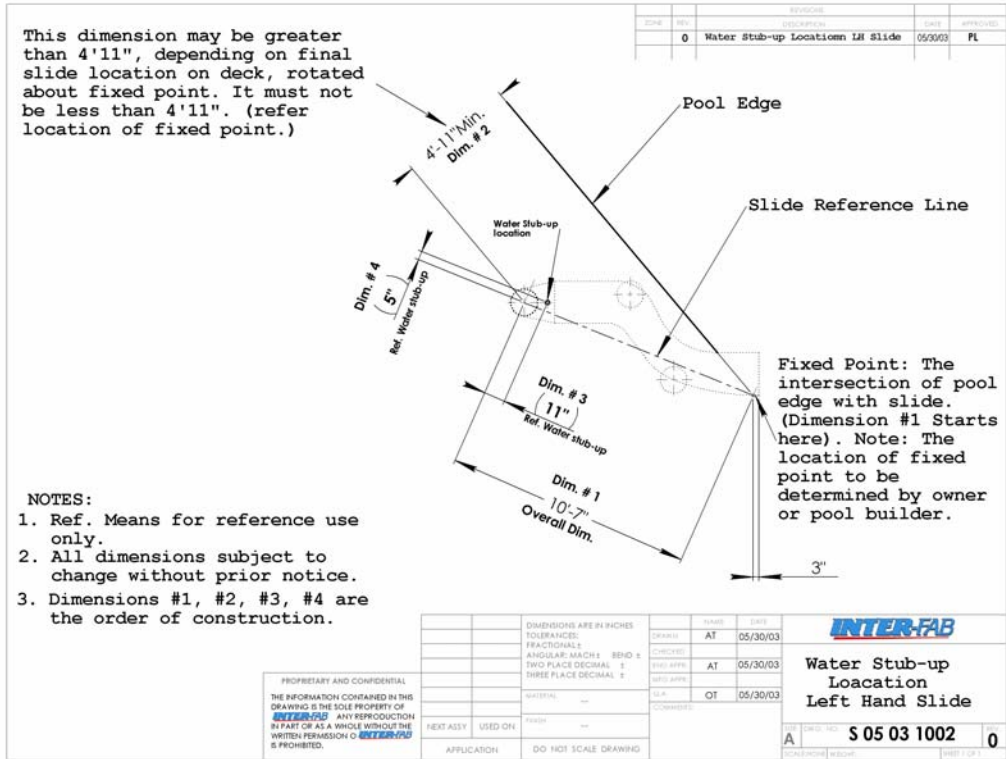 This dimension may be greater
than 4'11", depending on final
slide location on deck, rotated
about fixed point. It must not
be less than 4'11". (refer
location of fixed point.)
REVISIONS
ZONE REV. DESCRIPTION DATE APPROVED
0 Water Stub-up Locatiomn LH Slide 05/30/03 PL
Pool Edge
4'-11"Min.
Dim. # 2
Slide Reference Line
Water Stub-up
location
Dim. # 4
5"
Ref. Water stub-up
Dim. # 3
11"
Ref. Water stub-up
Dim. # 1
10'-7"
Overall Dim.
Fixed Point: The
intersection of pool
edge with slide.
(Dimension #1 Starts
here). Note: The
location of fixed
point to be
determined by owner
or pool builder.
3"
NOTES:
1. Ref. Means for reference use
only.
2. All dimensions subject to
change without prior notice.
3. Dimensions #1, #2, #3, #4 are
the order of construction.
PROPRIETARY AND CONFIDENTIAL
THE INFORMATION CONTAINED IN THIS
DRAWING IS THE SOLE PROPERTY OF
INTER-FAB ANY REPRODUCTION
IN PART OR AS A WHOLE WITHOUT THE
WRITTEN PERMISSION O INTER-FAB
IS PROHIBITED.
NEXT ASSY USED ON
APPLICATION
DIMENSIONS ARE IN INCHES
TOLERANCES:
FRACTIONAL ±
ANGULAR: MACH ± BEND ±
TWO PLACE DECIMAL ±
THREE PLACE DECIMAL ±
MATERIAL
--
FINISH
--
DO NOT SCALE DRAWING
NAME DATE
DRAWN AT 05/30/03
CHECKED
ENG APPR. AT 05/30/03
MFG APPR.
Q.A. OT 05/30/03
COMMENTS:
INTER-FAB
Water Stub-up
Loacation
Left Hand Slide
SIZE DWG. NO. REV.
A S 05 03 1002 0
WEIGHT: SHEET 1 OF 1